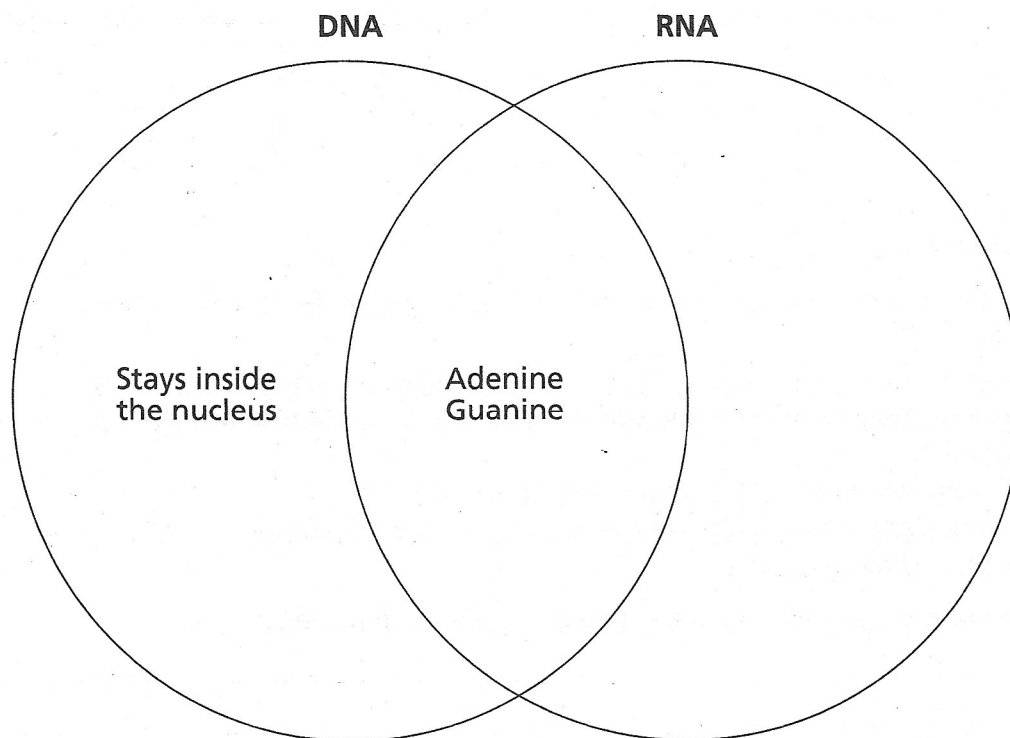 DNA
RNA
Stays inside
the nucleus
Adenine
Guanine